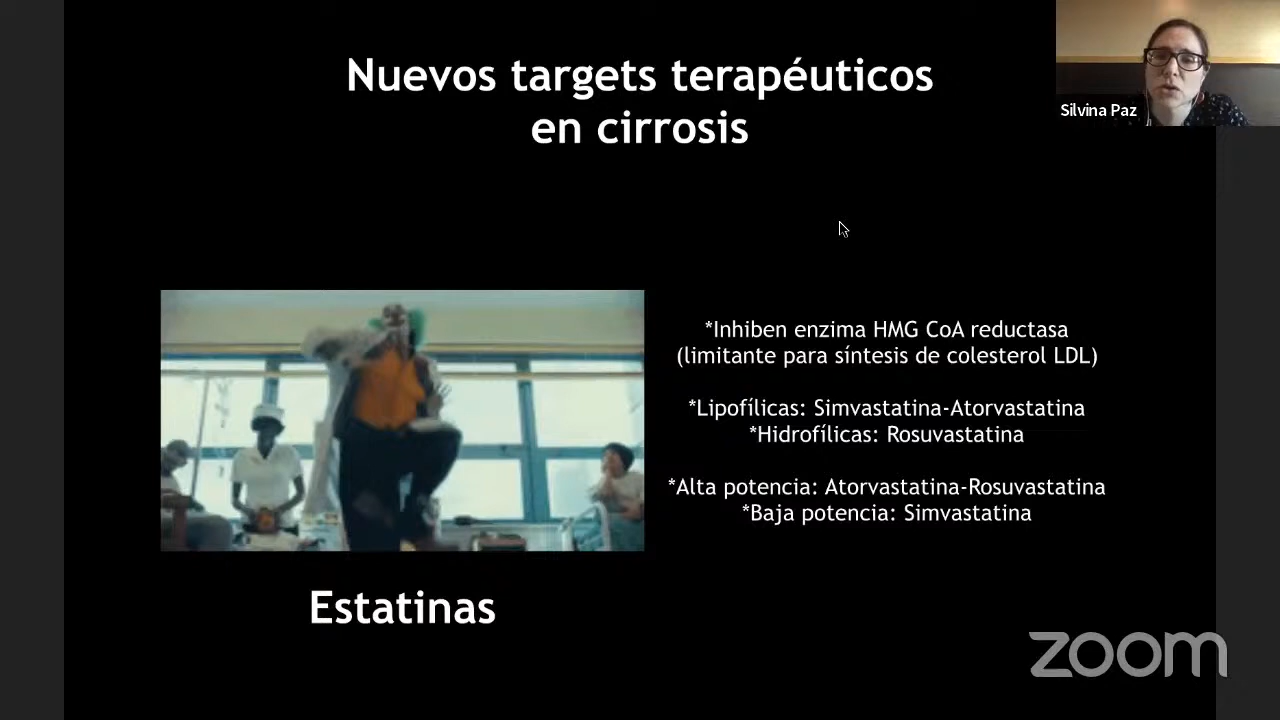 Nuevos targets terapéuticos
en cirrosis
Silvina Paz
*Inhiben enzima HMG CoA reductasa
(limitante para síntesis de colesterol LDL)
*Lipofílicas: Simvastatina-Atorvastatina
*Hidrofílicas: Rosuvastatina
*Alta potencia: Atorvastatina-Rosuvastatina
*Baja potencia: Simvastatina
Estatinas
zoom